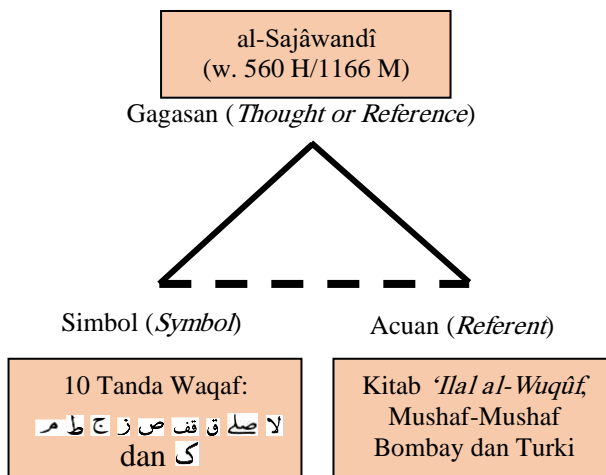 al-Sajâwandî
(w. 560 H/1166 M)
Gagasan (Thought or Reference)
Simbol (Symbol)
Acuan (Referent)
10 Tanda Waqaf:
م ط ج ز ص قف ق صلے لا
dan ک
Kitab ‘Ilal al-Wuqûf,
Mushaf-Mushaf
Bombay dan Turki